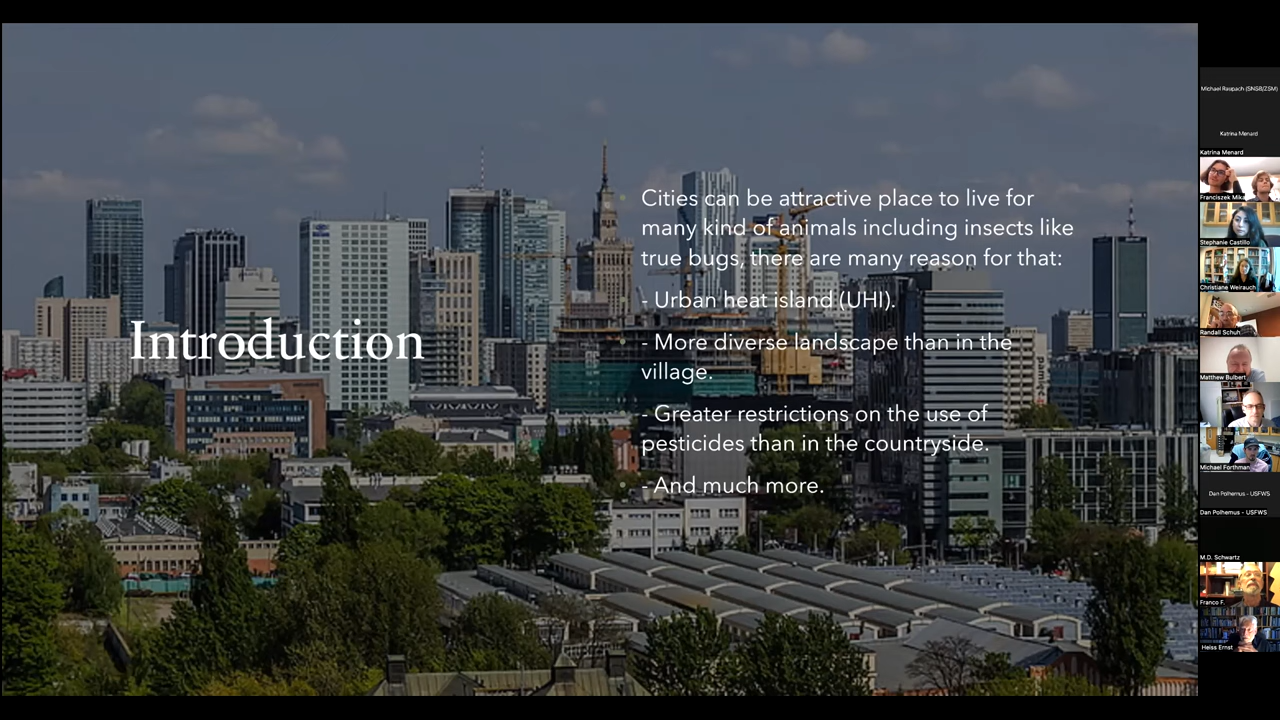 Introduction
Cities can be attractive place to live for
many kind of animals including insects like
true bugs, there are many reason for that:
- Urban heat island (UHI).
- More diverse landscape than in the
village.
- Greater restrictions on the use of
pesticides than in the countryside.
- And much more.
Michael Raupach (SNSB/ZSM)
Katrina Menard
Katrina Menard
Franciszek Mika
Stephanie Castillo
Christiane Weirauch
Randall Schuh
Matthew Bulbert
Michael Forthman
Dan Polhemus - USFWS
Dan Polhemus - USFWS
M.D. Schwartz
Franco F.
Heiss Ernst